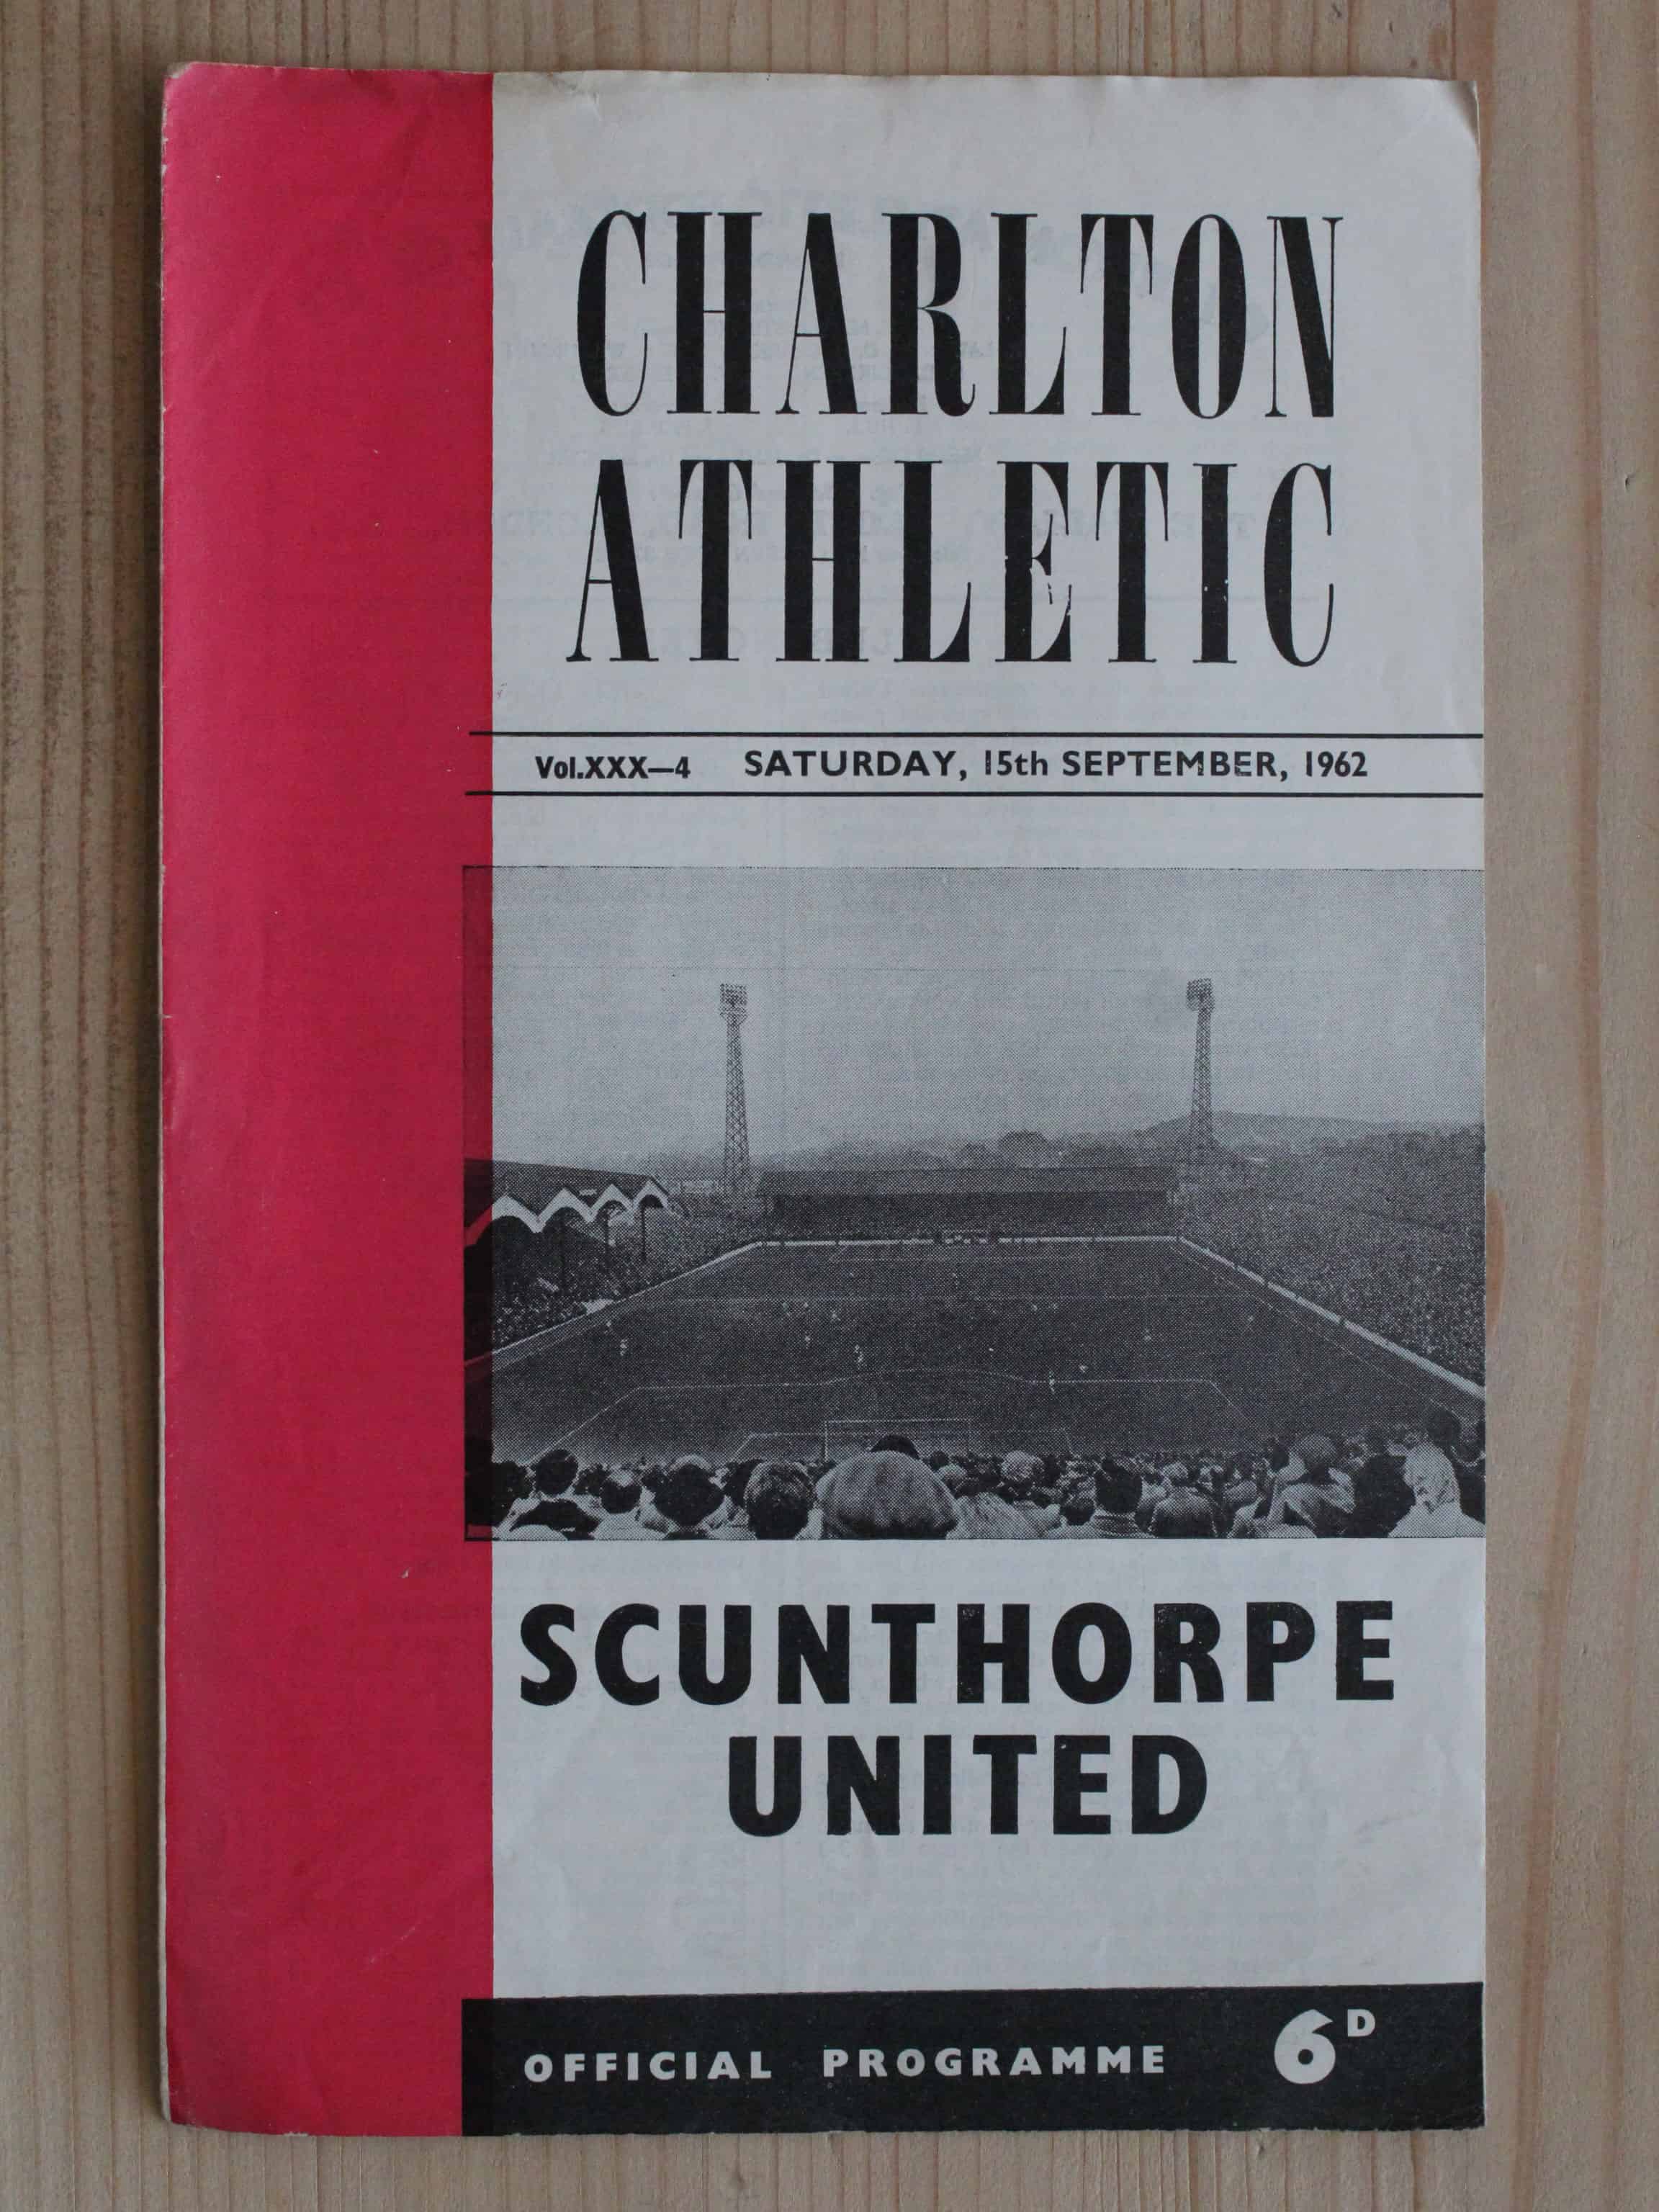 CHARLTON
ATHLETIC
Vol.XXX—4 SATURDAY, 15th SEPTEMBER, 1962
SCUNTHORPE
UNITED
OFFICIAL PROGRAMME 6D